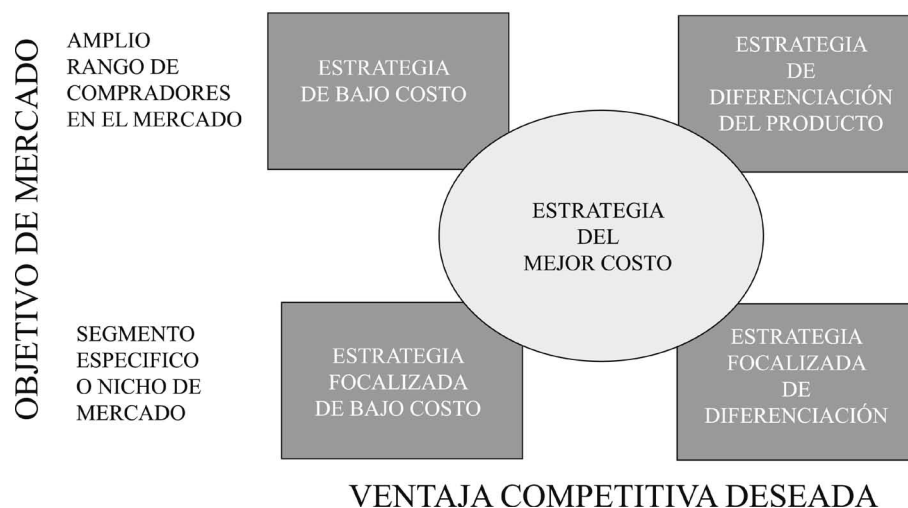 OBJETIVO DE MERCADO
AMPLIO
RANGO DE
COMPRADORES
EN EL MERCADO
ESTRATEGIA
DE BAJO COSTO
ESTRATEGIA
DE
DIFERENCIACIÓN
DEL PRODUCTO
ESTRATEGIA
DEL
MEJOR COSTO
SEGMENTO
ESPECIFICO
O NICHO DE
MERCADO
ESTRATEGIA
FOCALIZADA
DE BAJO COSTO
ESTRATEGIA
FOCALIZADA
DE
DIFERENCIACIÓN
VENTAJA COMPETITIVA DESEADA